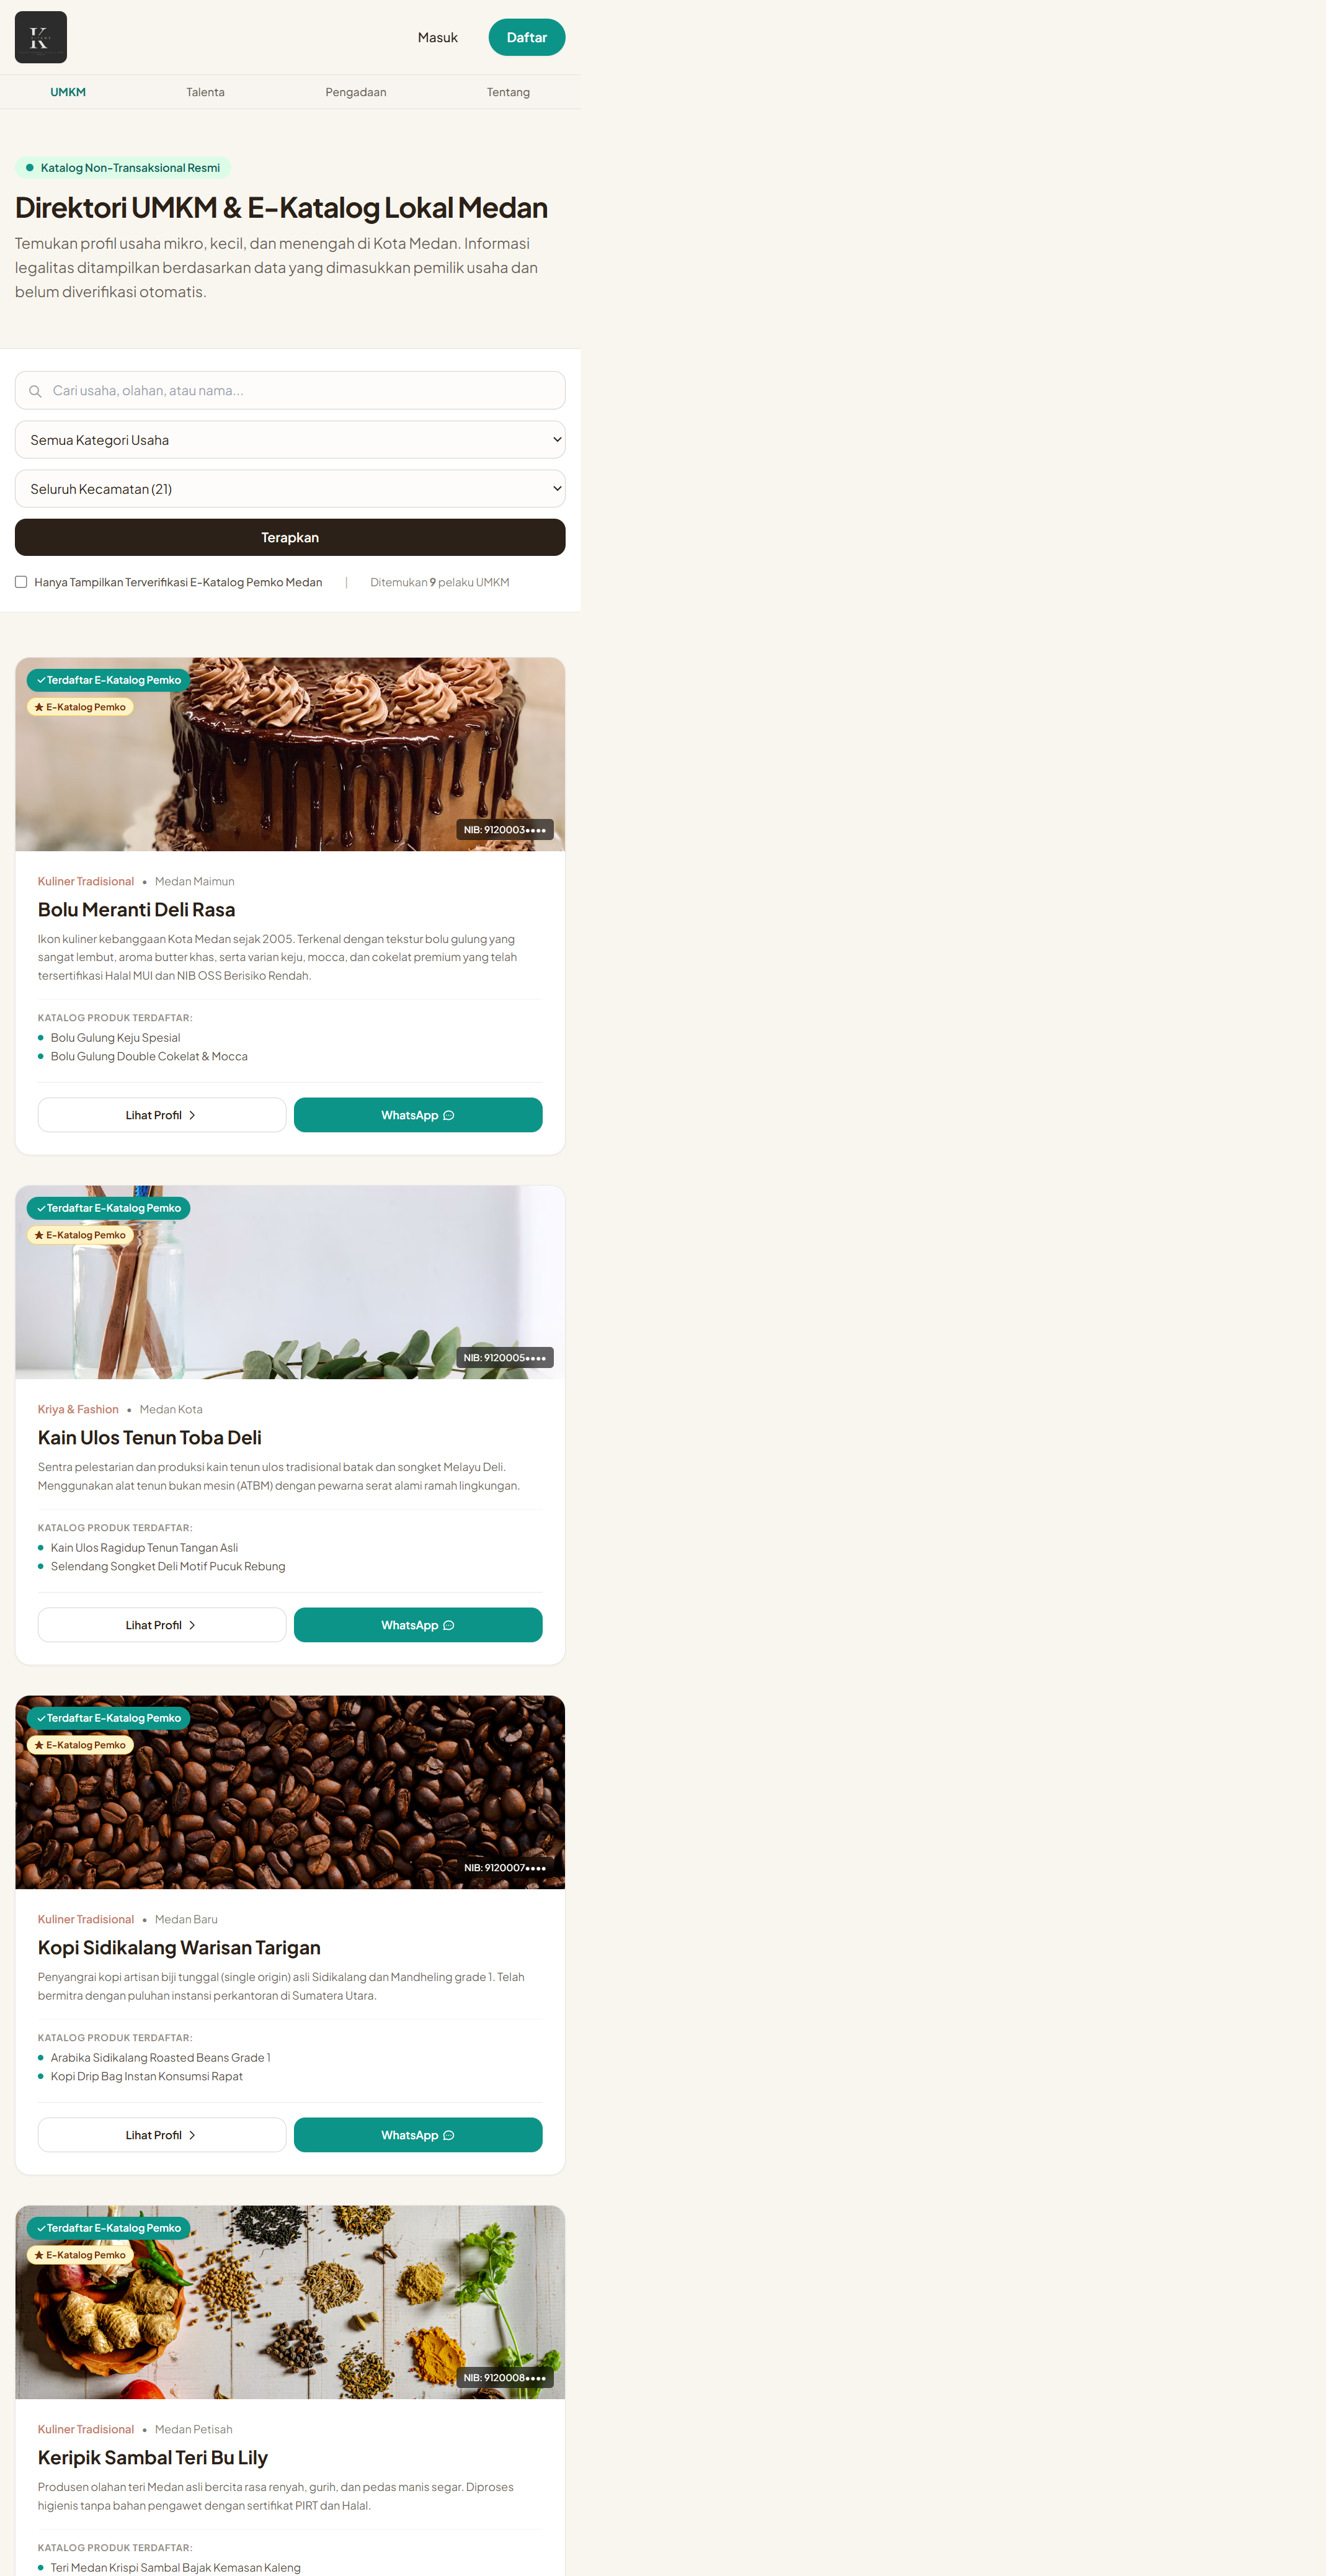 K
Masuk
Daftar
UMKM
Talenta
Pengadaan
Tentang
Katalog Non-Transaksional Resmi
Direktori UMKM & E-Katalog Lokal Medan
Temukan profil usaha mikro, kecil, dan menengah di Kota Medan. Informasi
legalitas ditampilkan berdasarkan data yang dimasukkan pemilik usaha dan
belum diverifikasi otomatis.
Cari usaha, olahan, atau nama...
Semua Kategori Usaha
Seluruh Kecamatan (21)
Terapkan
Hanya Tampilkan Terverifikasi E-Katalog Pemko Medan | Ditemukan 9 pelaku UMKM
✓Terdaftar E-Katalog Pemko
★ E-Katalog Pemko
NIB: 9120003••••
Kuliner Tradisional • Medan Maimun
Bolu Meranti Deli Rasa
Ikon kuliner kebanggaan Kota Medan sejak 2005. Terkenal dengan tekstur bolu gulung yang
sangat lembut, aroma butter khas, serta varian keju, mocca, dan cokelat premium yang telah
tersertifikasi Halal MUI dan NIB OSS Berisiko Rendah.
KATALOG PRODUK TERDAFTAR:
Bolu Gulung Keju Spesial
Bolu Gulung Double Cokelat & Mocca
Lihat Profil
WhatsApp
✓Terdaftar E-Katalog Pemko
★ E-Katalog Pemko
NIB: 9120005••••
Kriya & Fashion • Medan Kota
Kain Ulos Tenun Toba Deli
Sentra pelestarian dan produksi kain tenun ulos tradisional batak dan songket Melayu Deli.
Menggunakan alat tenun bukan mesin (ATBM) dengan pewarna serat alami ramah lingkungan.
KATALOG PRODUK TERDAFTAR:
Kain Ulos Ragidup Tenun Tangan Asli
Selendang Songket Deli Motif Pucuk Rebung
Lihat Profil
WhatsApp
✓Terdaftar E-Katalog Pemko
★ E-Katalog Pemko
NIB: 9120007••••
Kuliner Tradisional • Medan Baru
Kopi Sidikalang Warisan Tarigan
Penyangrai kopi artisan biji tunggal (single origin) asli Sidikalang dan Mandheling grade 1. Telah
bermitra dengan puluhan instansi perkantoran di Sumatera Utara.
KATALOG PRODUK TERDAFTAR:
Arabika Sidikalang Roasted Beans Grade 1
Kopi Drip Bag Instan Konsumsi Rapat
Lihat Profil
WhatsApp
✓Terdaftar E-Katalog Pemko
★ E-Katalog Pemko
NIB: 9120008••••
Kuliner Tradisional • Medan Petisah
Keripik Sambal Teri Bu Lily
Produsen olahan teri Medan asli bercita rasa renyah, gurih, dan pedas manis segar. Diproses
higienis tanpa bahan pengawet dengan sertifikat PIRT dan Halal.
KATALOG PRODUK TERDAFTAR:
Teri Medan Krispi Sambal Bajak Kemasan Kaleng